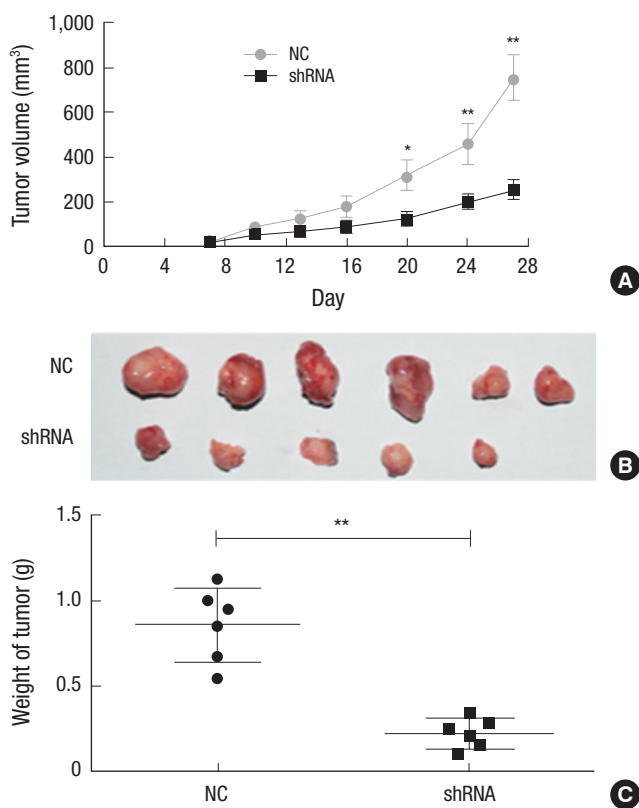 1,000
800
600
400
200
0
Tumor volume (mm³)
NC
shRNA
*
**
**
0 4 8 12 16 20 24 28
Day
A
NC
shRNA
B
1.5
1.0
0.5
0
Weight of tumor (g)
**
NC shRNA
C